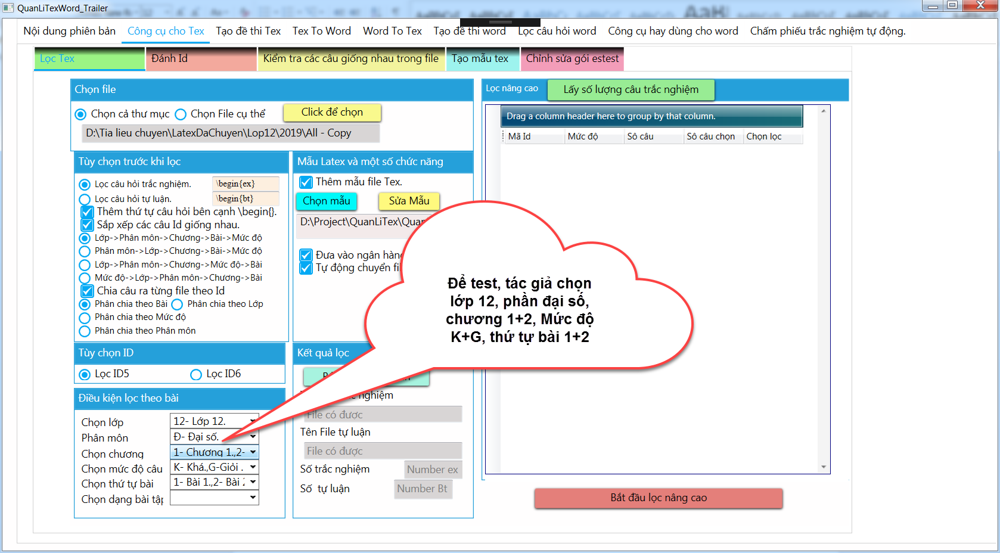 QuanLiTexWord_Trailer
Nội dung phiên bản Công cụ cho Tex Tạo đề thi Tex Tex To Word Word To Tex Tạo đề thi word Lọc câu hỏi word Công cụ hay dùng cho word Chấm phiếu trắc nghiệm tự động.
Lọc Tex Đánh Id Kiểm tra các câu giống nhau trong file Tạo mẫu tex Chỉnh sửa gói estest
Chọn file
Chọn cả thư mục Chọn File cụ thể Click để chọn
D:\Tia lieu chuyen\LatexDaChuyen\Lop12\2019\All - Copy
Tùy chọn trước khi lọc
Lọc câu hỏi trắc nghiệm. \begin{ex}
Lọc câu hỏi tự luận. \begin{bt}
Thêm thứ tự câu hỏi bên cạnh \begin{}.
Sắp xếp các câu Id giống nhau.
Lớp->Phân môn->Chương->Bài->Mức độ
Phân môn->Lớp->Chương->Bài->Mức độ
Lớp->Phân môn->Chương->Mức độ->Bài
Mức độ->Lớp->Phân môn->Chương->Bài
Chia câu ra từng file theo Id
Phân chia theo Bài Phân chia theo Lớp
Phân chia theo Mức độ
Phân chia theo Phân môn
Tùy chọn ID
Lọc ID5 Lọc ID6
Điều kiện lọc theo bài
Chọn lớp 12- Lớp 12.
Phân môn Đ- Đại số.
Chọn chương 1- Chương 1.,2-
Chọn mức độ câu K- Khá.,G-Giỏi .
Chọn thứ tự bài 1- Bài 1.,2- Bài 2
Chọn dạng bài tập
Mẫu Latex và một số chức năng
Thêm mẫu file Tex.
Chọn mẫu Sửa Mẫu
D:\Project\QuanLiTex\Quan
Đưa vào ngân hàng
Tự động chuyển fi
Kết quả lọc
nghiệm
File có được
Tên File tự luận
File có được
Số trắc nghiệm Number ex
Số tự luận Number Bt
Lọc nâng cao Lấy số lượng câu trắc nghiệm
Drag a column header here to group by that column.
Mã Id Mức độ Sô câu Sô câu chọn Chọn lọc
Bắt đầu lọc nâng cao
Để test, tác giả chọn
lớp 12, phần đại số,
chương 1+2, Mức độ
K+G, thứ tự bài 1+2